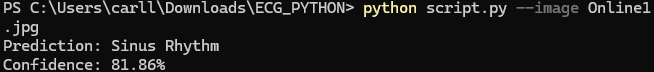 PS C:\Users\carll\Downloads\ECG_PYTHON> python script.py --image Online1
.jpg
Prediction: Sinus Rhythm
Confidence: 81.86%